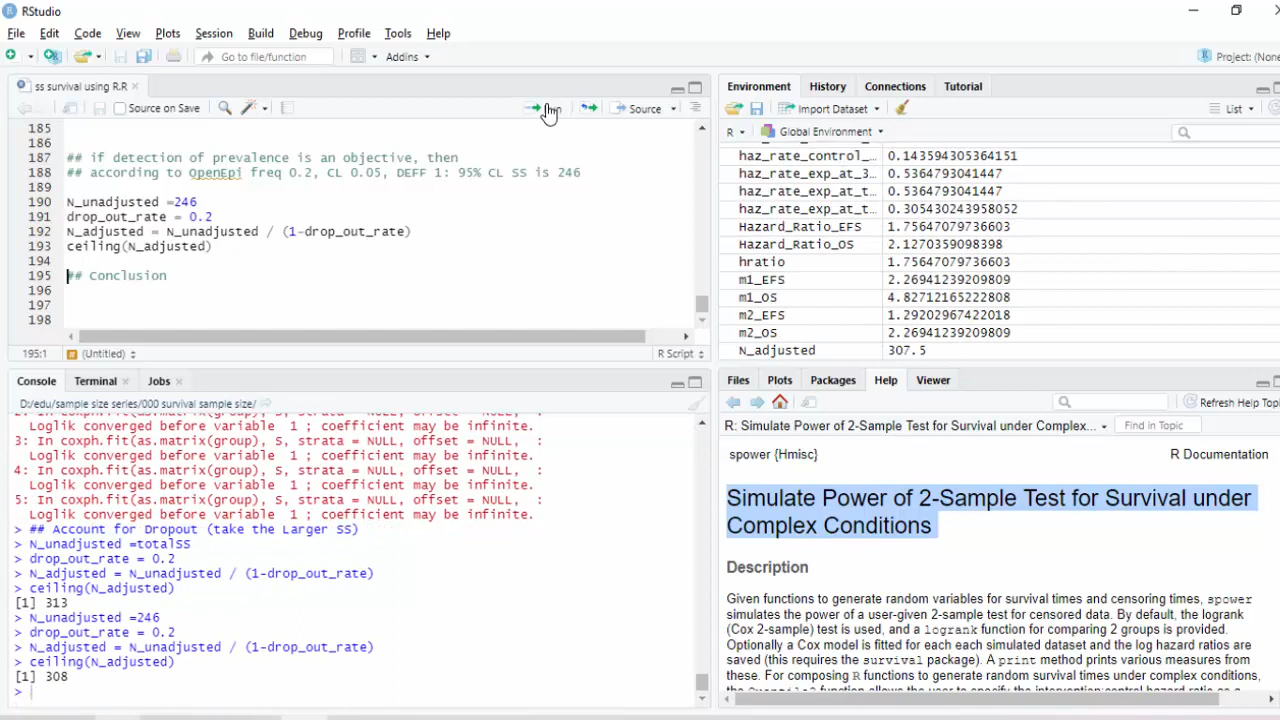 RStudio
File Edit Code View Plots Session Build Debug Profile Tools Help
Go to file/function Addins Project: (None
ss survival using R.R
Source on Save Source
185
186
187 ## if detection of prevalence is an objective, then
188 ## according to OpenEpi freq 0.2, CL 0.05, DEFF 1: 95% CL SS is 246
189
190 N_unadjusted =246
191 drop_out_rate = 0.2
192 N_adjusted = N_unadjusted / (1-drop_out_rate)
193 ceiling(N_adjusted)
194
195 ## Conclusion
196
197
198
195:1 (Untitled) R Script
Console Terminal Jobs
D:/edu/sample size series/000 survival sample size/
2: In coxph.fit(as.matrix(group), S, strata = NULL, offset = NULL, :
Loglik converged before variable 1 ; coefficient may be infinite.
3: In coxph.fit(as.matrix(group), S, strata = NULL, offset = NULL, :
Loglik converged before variable 1 ; coefficient may be infinite.
4: In coxph.fit(as.matrix(group), S, strata = NULL, offset = NULL, :
Loglik converged before variable 1 ; coefficient may be infinite.
5: In coxph.fit(as.matrix(group), S, strata = NULL, offset = NULL, :
Loglik converged before variable 1 ; coefficient may be infinite.
> ## Account for Dropout (take the Larger SS)
> N_unadjusted =totalSS
> drop_out_rate = 0.2
> N_adjusted = N_unadjusted / (1-drop_out_rate)
> ceiling(N_adjusted)
[1] 313
> N_unadjusted =246
> drop_out_rate = 0.2
> N_adjusted = N_unadjusted / (1-drop_out_rate)
> ceiling(N_adjusted)
[1] 308
>
Environment History Connections Tutorial
Import Dataset List
R Global Environment
haz_rate_control_… 0.143594305364151
haz_rate_exp_at_3… 0.5364793041447
haz_rate_exp_at_t… 0.5364793041447
haz_rate_exp_at_t… 0.305430243958052
Hazard_Ratio_EFS 1.75647079736603
Hazard_Ratio_OS 2.1270359098398
hratio 1.75647079736603
m1_EFS 2.26941239209809
m1_OS 4.82712165222808
m2_EFS 1.29202967422018
m2_OS 2.26941239209809
N_adjusted 307.5
Files Plots Packages Help Viewer
Refresh Help Topi
R: Simulate Power of 2-Sample Test for Survival under Complex... Find in Topic
spower {Hmisc} R Documentation
Simulate Power of 2-Sample Test for Survival under
Complex Conditions
Description
Given functions to generate random variables for survival times and censoring times, spower
simulates the power of a user-given 2-sample test for censored data. By default, the logrank
(Cox 2-sample) test is used, and a logrank function for comparing 2 groups is provided.
Optionally a Cox model is fitted for each each simulated dataset and the log hazard ratios are
saved (this requires the survival package). A print method prints various measures from
these. For composing R functions to generate random survival times under complex conditions,